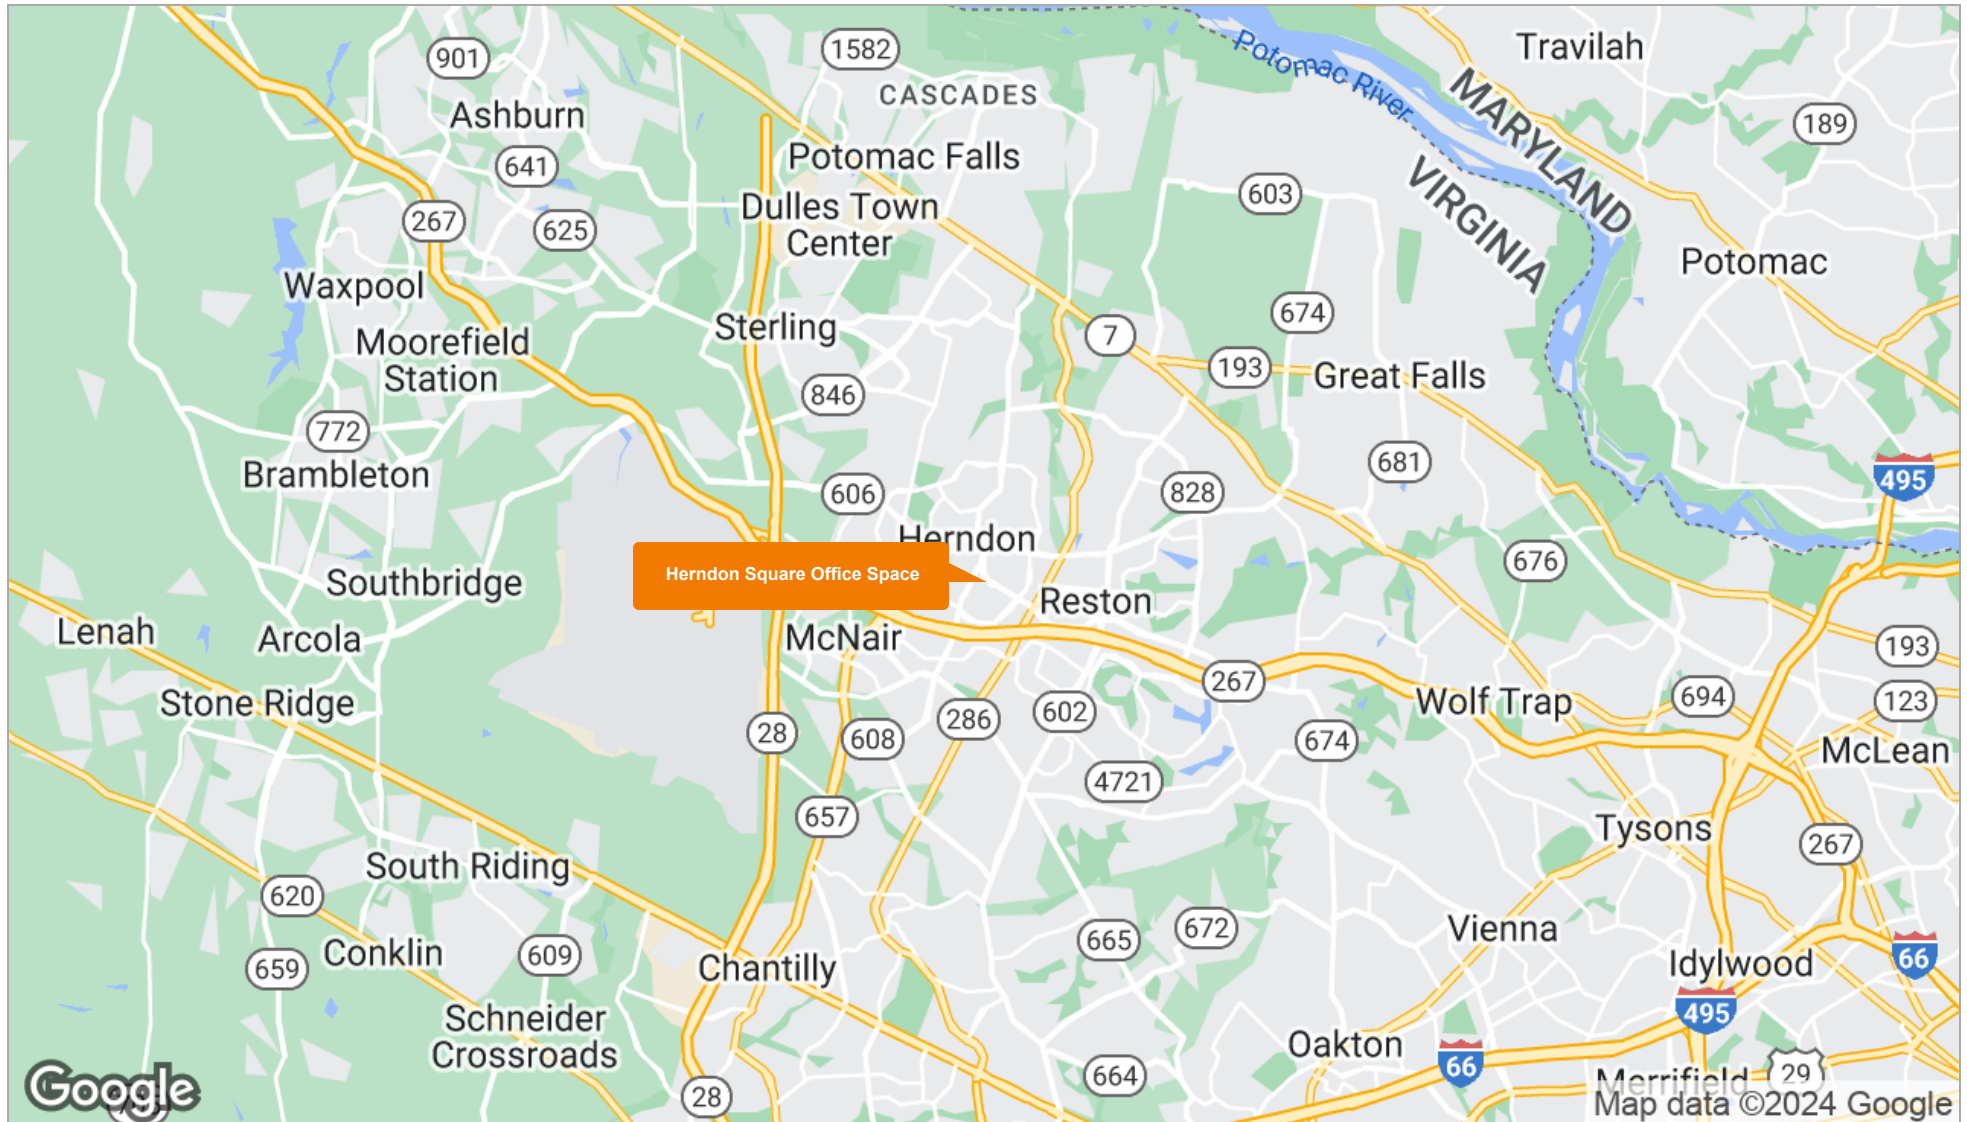 901
1582
Travilah
Potomac River
CASCADES
MARYLAND
Ashburn
189
641
Potomac Falls
603
VIRGINIA
Dulles Town
Center
267
625
Potomac
Waxpool
674
Sterling
7
Moorefield
Station
193
Great Falls
846
772
681
Brambleton
495
606
828
Herndon
676
Herndon Square Office Space
Southbridge
Reston
Lenah
Arcola
McNair
193
267
Stone Ridge
Wolf Trap
694
123
602
286
28
608
674
McLean
4721
657
Tysons
267
South Riding
620
Vienna
672
665
Conklin
609
659
Chantilly
Idylwood
66
495
Schneider
Crossroads
Oakton
66
664
29
Merrifield
28
Google
Map data ©2024 Google